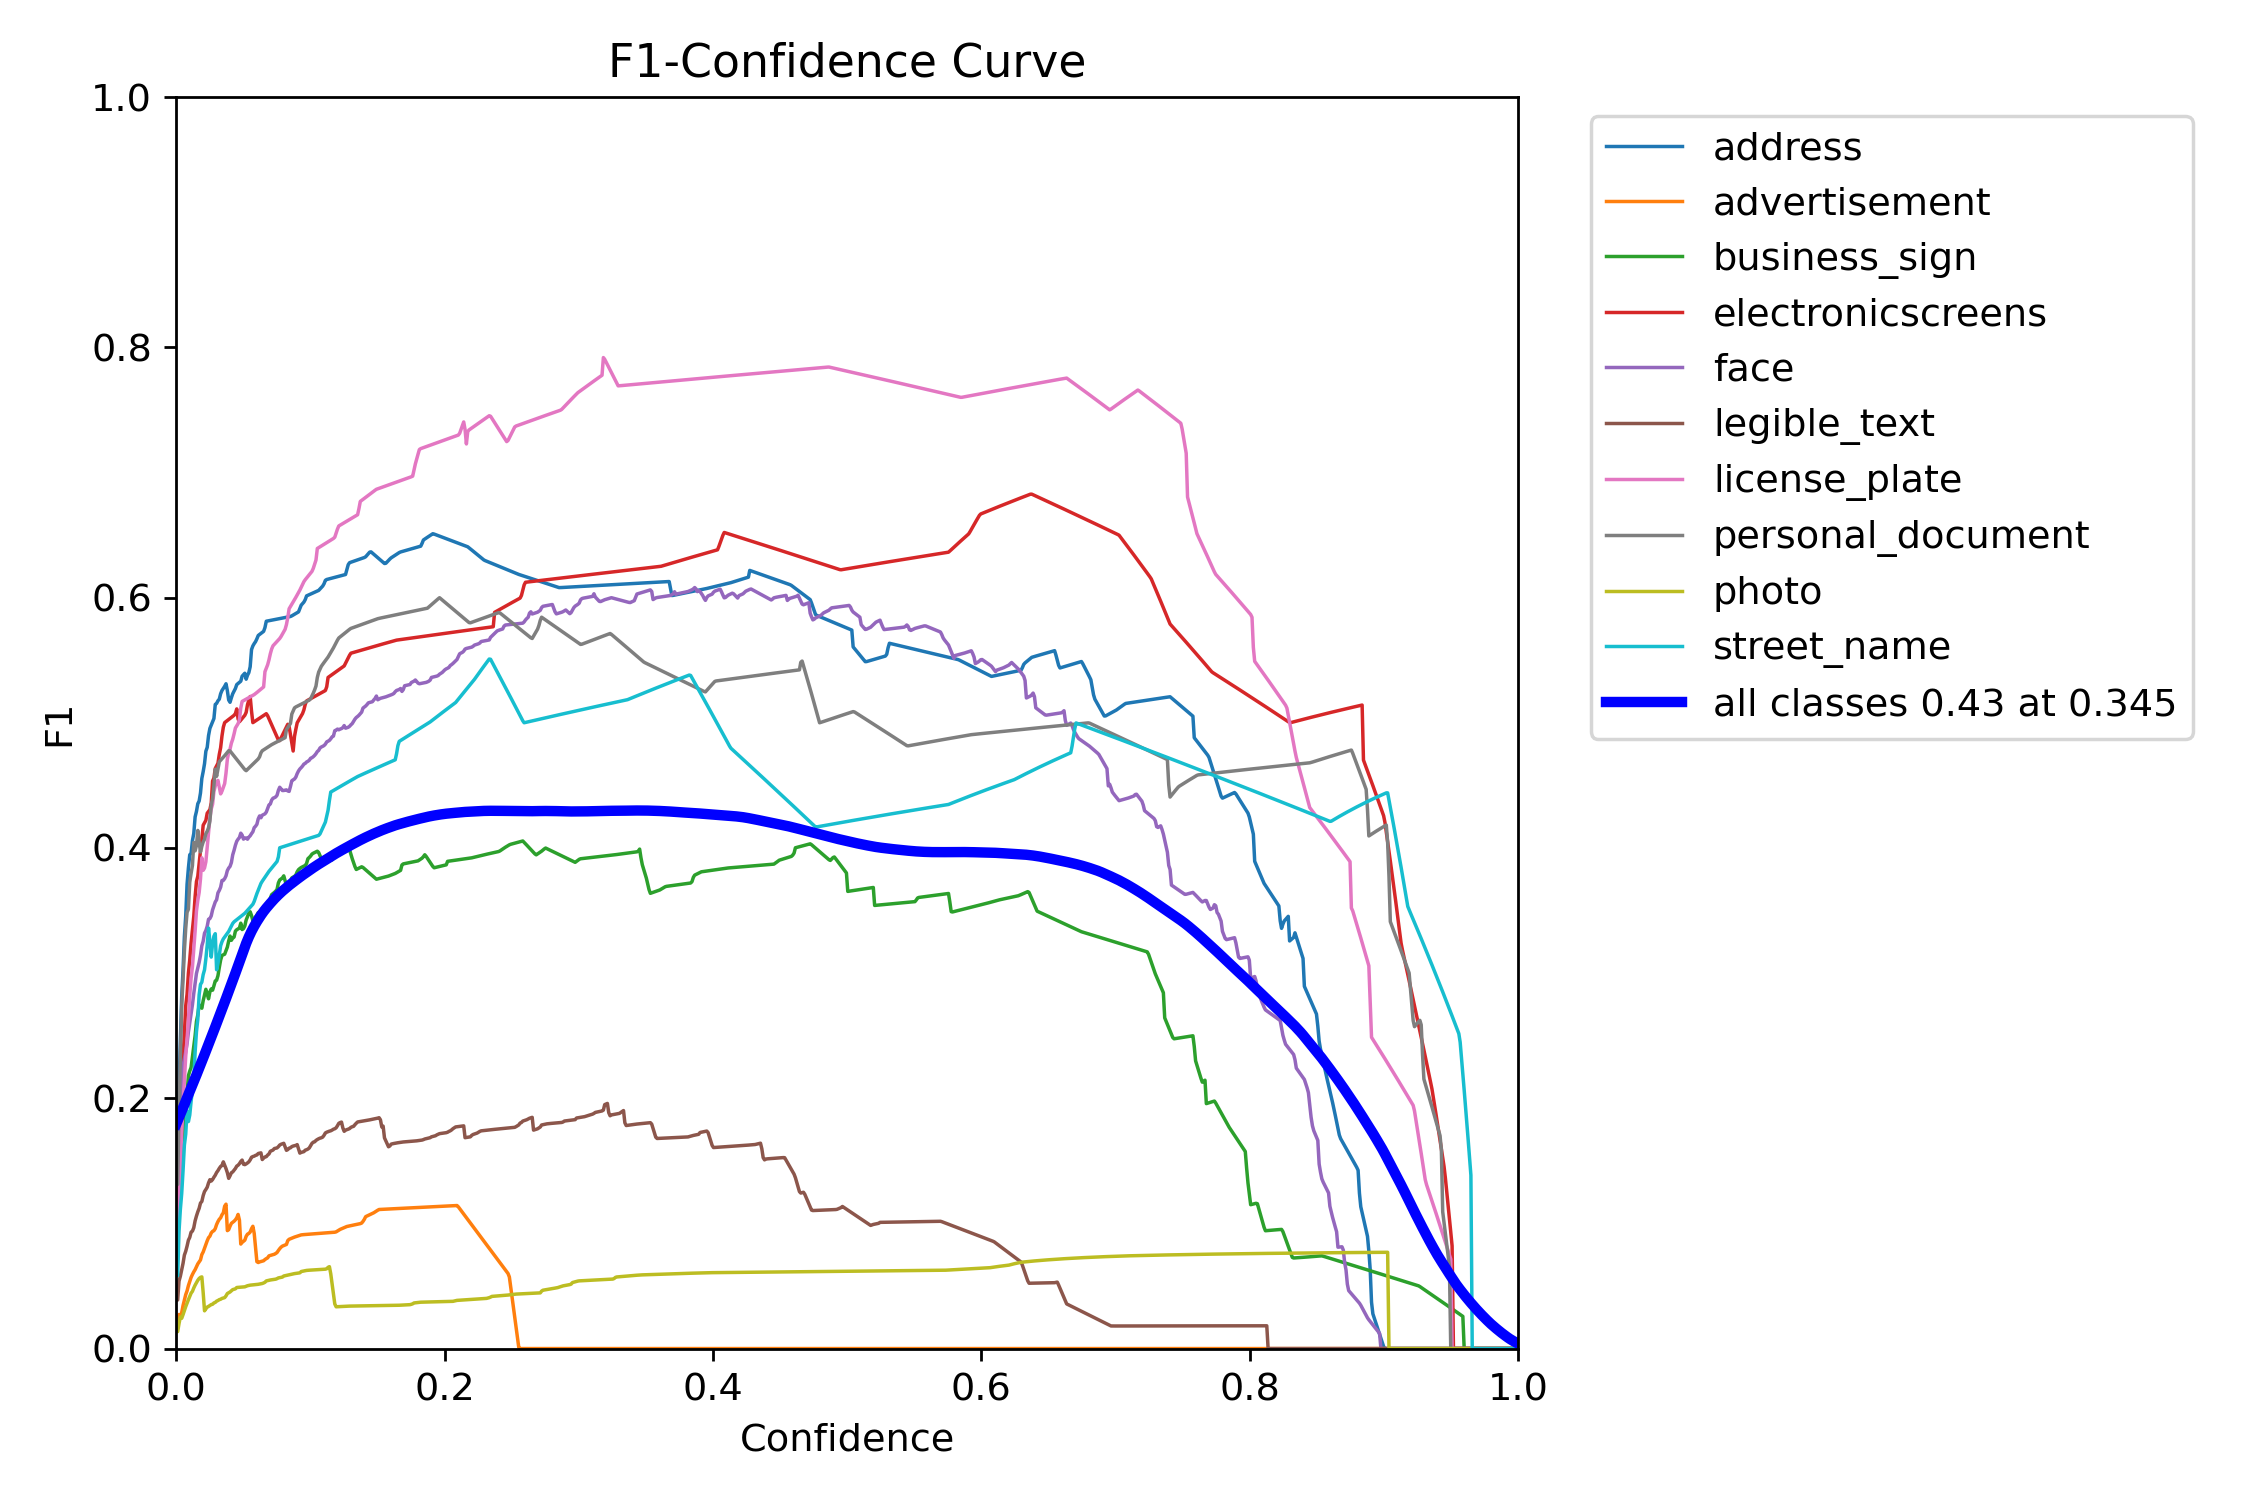 F1-Confidence Curve
1.0
0.8
0.6
0.4
0.2
0.0
F1
0.0 0.2 0.4 0.6 0.8 1.0
Confidence
address
advertisement
business_sign
electronicscreens
face
legible_text
license_plate
personal_document
photo
street_name
all classes 0.43 at 0.345